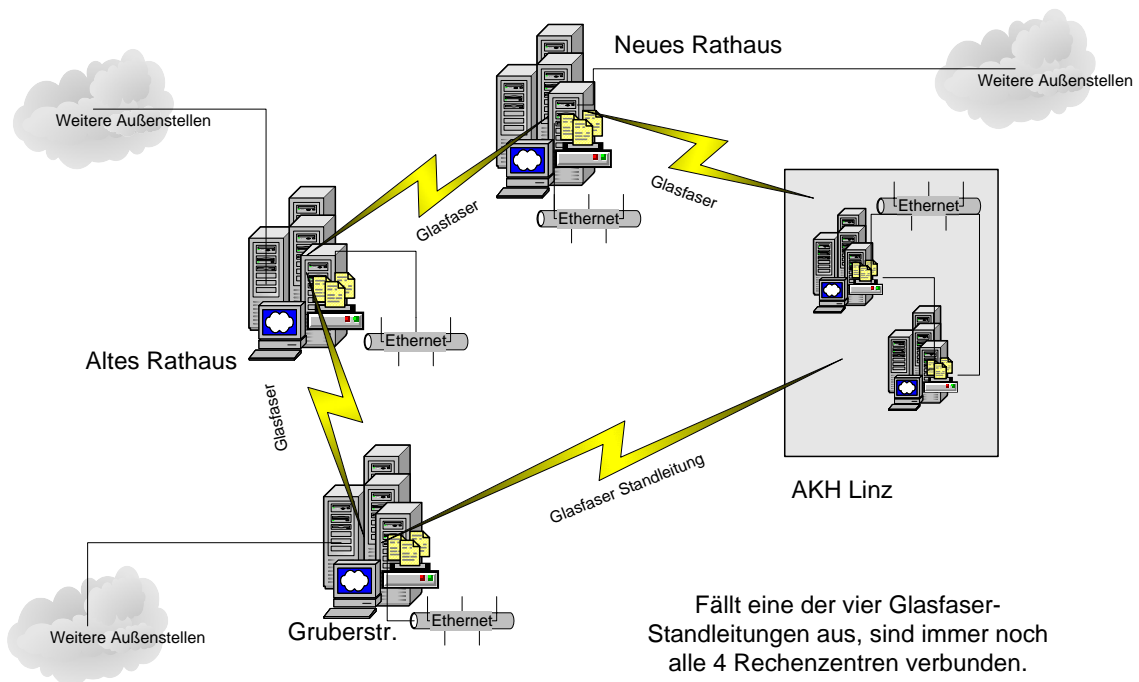 Neues Rathaus
Weitere Außenstellen
Weitere Außenstellen
Glasfaser
Glasfaser
Ethernet
Ethernet
Ethernet
Altes Rathaus
Glasfaser
Glasfaser Standleitung
AKH Linz
Weitere Außenstellen
Gruberstr.
Ethernet
Fällt eine der vier Glasfaser-
Standleitungen aus, sind immer noch
alle 4 Rechenzentren verbunden.